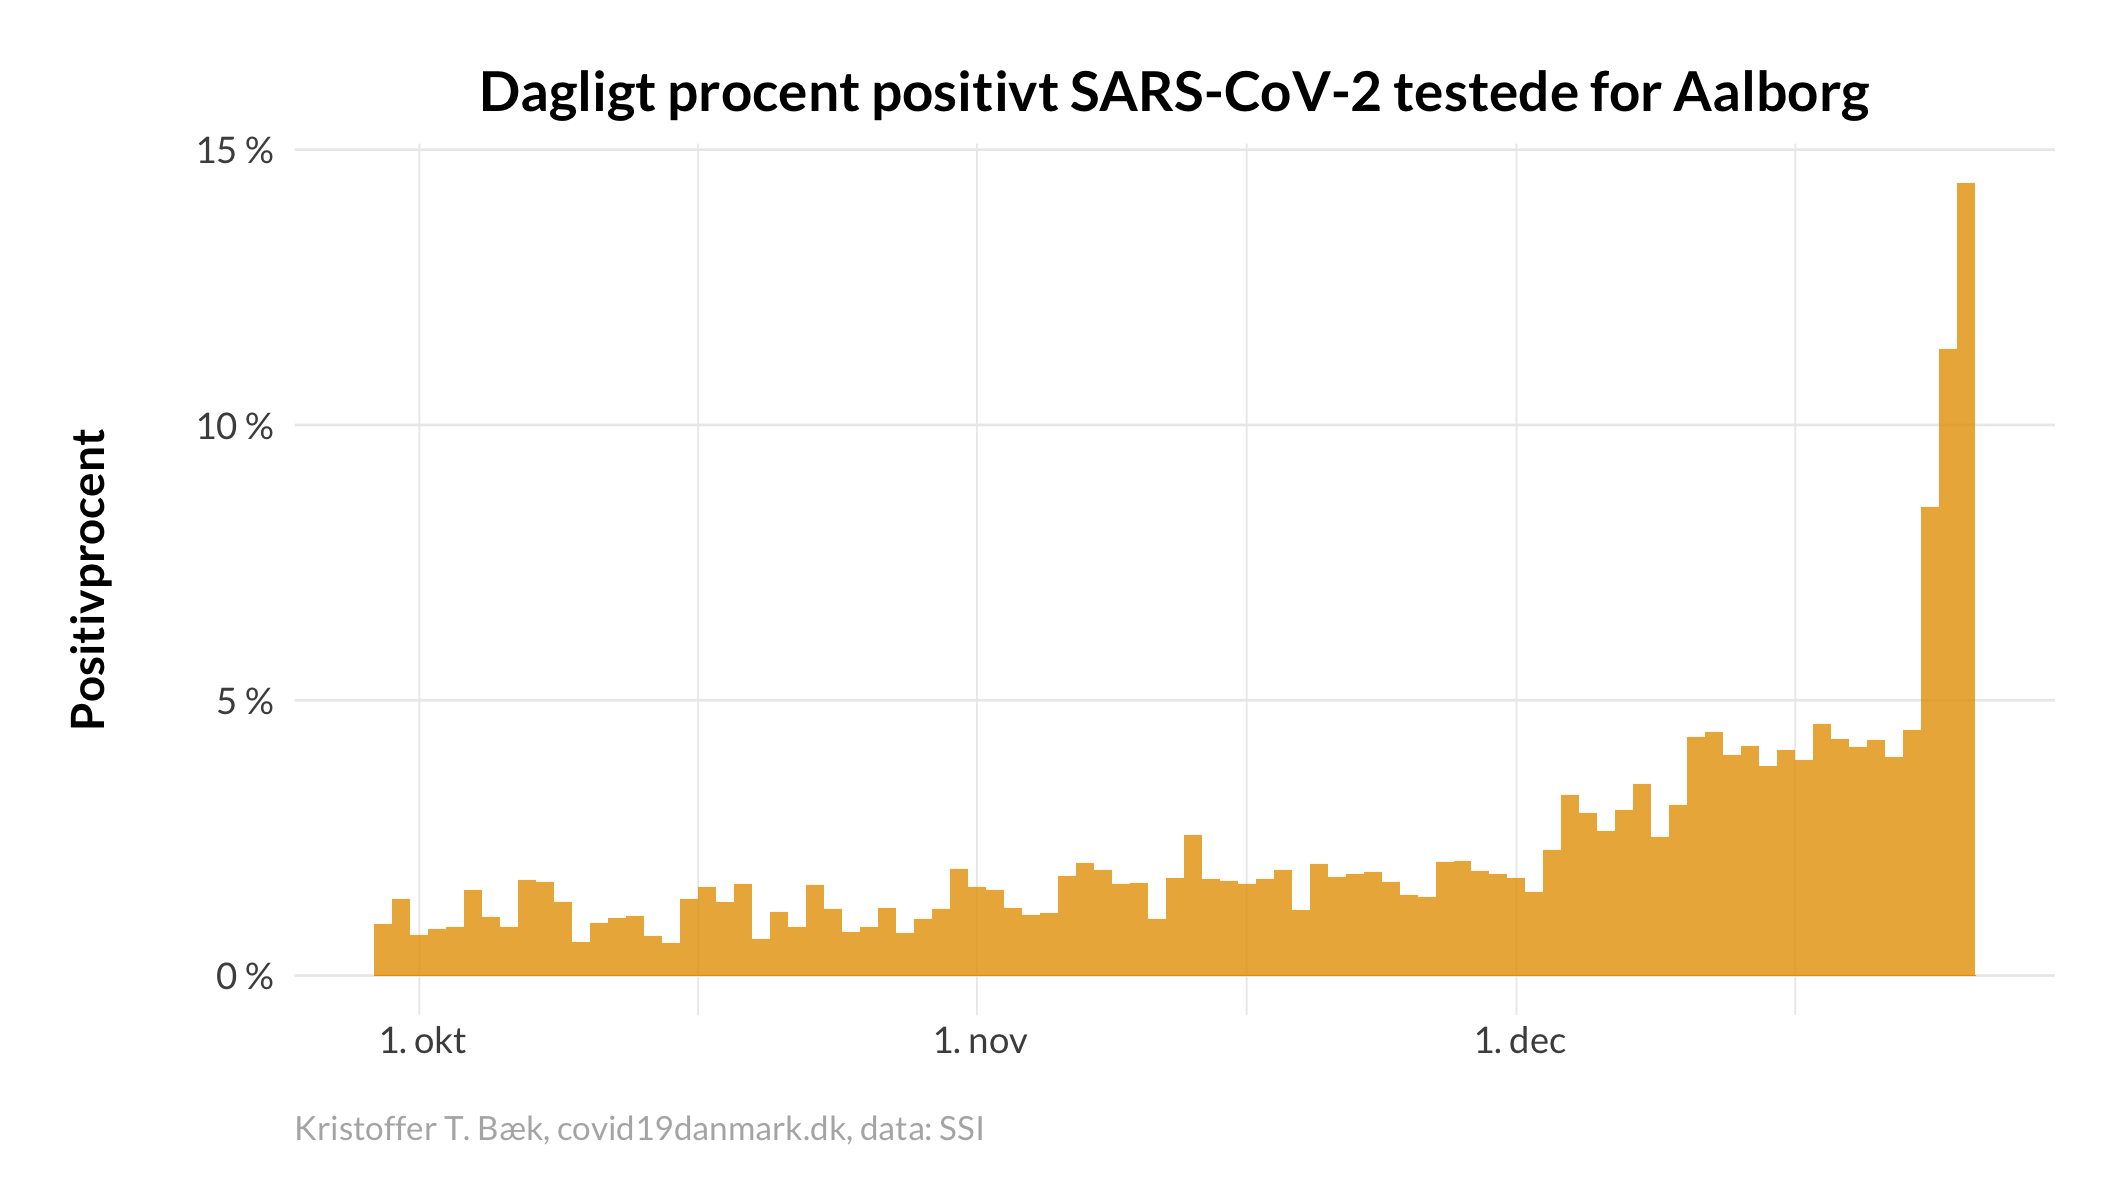 Dagligt procent positivt SARS-CoV-2 testede for Aalborg
Positivprocent
15 %
10 %
5 %
0 %
1. okt
1. nov
1. dec
Kristoffer T. Bæk, covid19danmark.dk, data: SSI